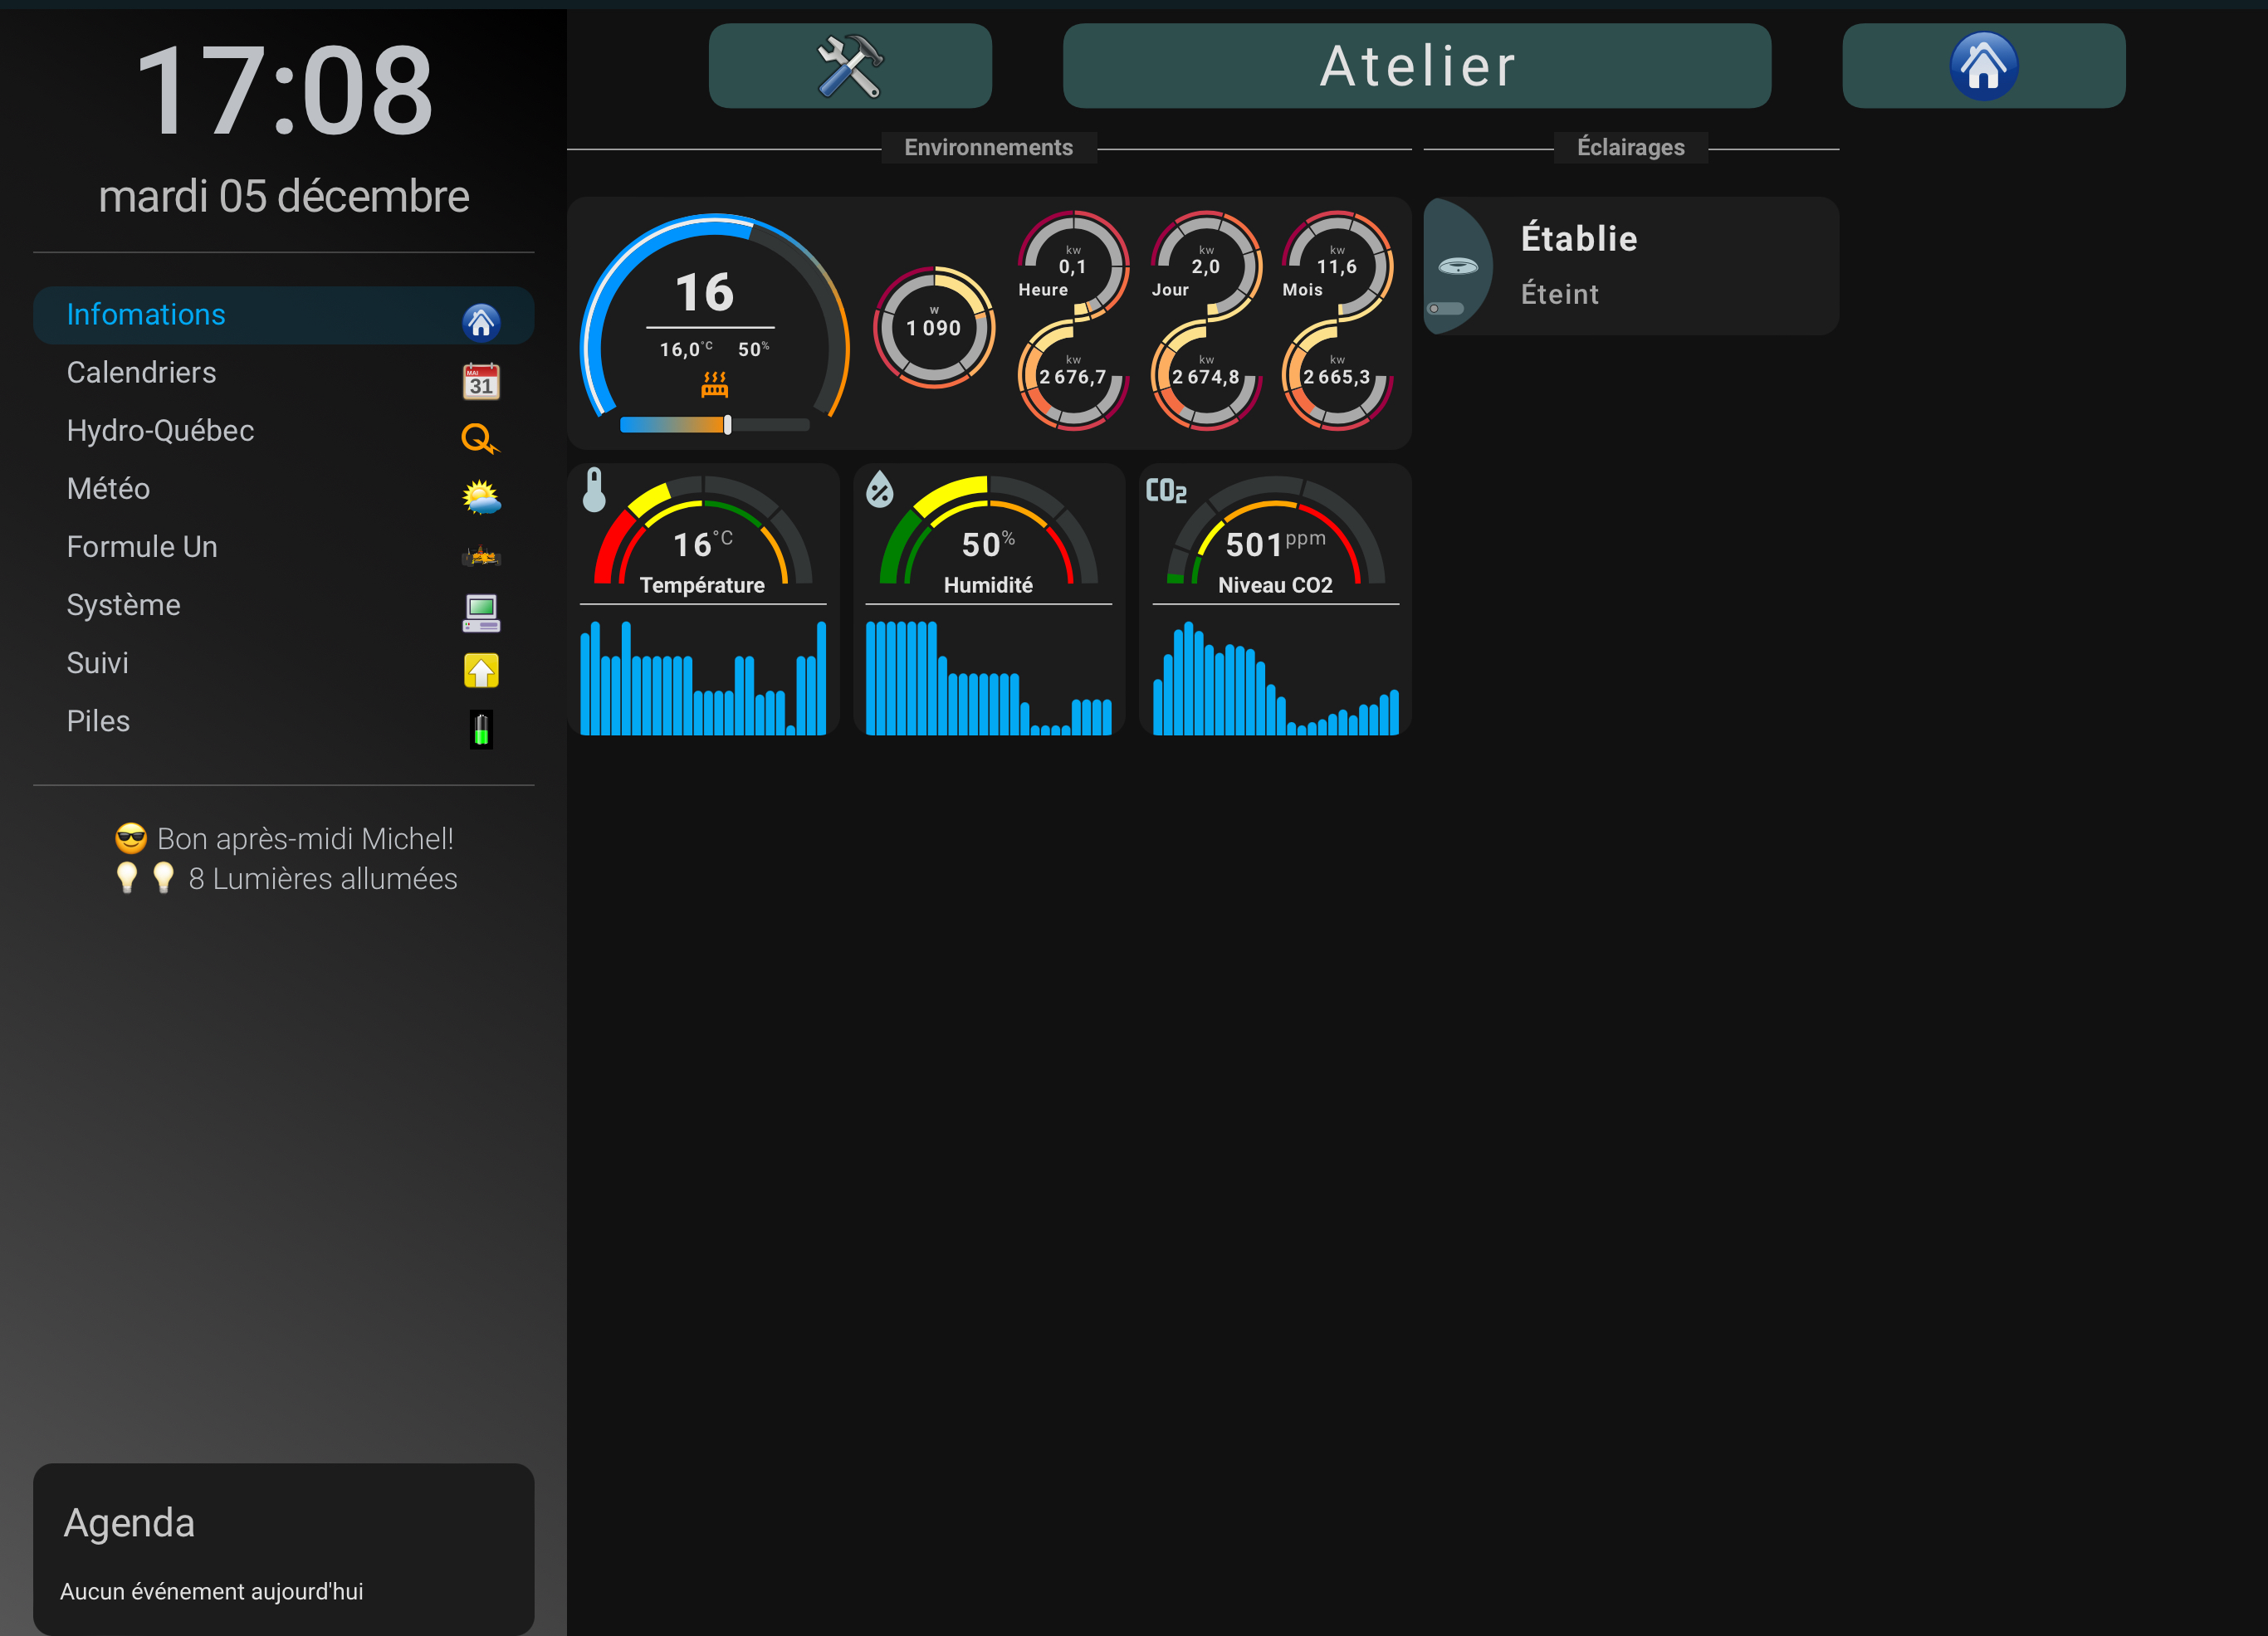 17:08
mardi 05 décembre
Infomations
Calendriers
MAI
31
Hydro-Québec
Météo
Formule Un
Système
Suivi
Piles
😎 Bon après-midi Michel!
💡 💡 8 Lumières allumées
Agenda
Aucun événement aujourd'hui
Atelier
Environnements
Éclairages
16
16,0°C 50%
w
1 090
kw
0,1
Heure
kw
2 676,7
kw
2,0
Jour
kw
2 674,8
kw
11,6
Mois
kw
2 665,3
Établie
Éteint
16°C
Température
50%
Humidité
CO2
501ppm
Niveau CO2